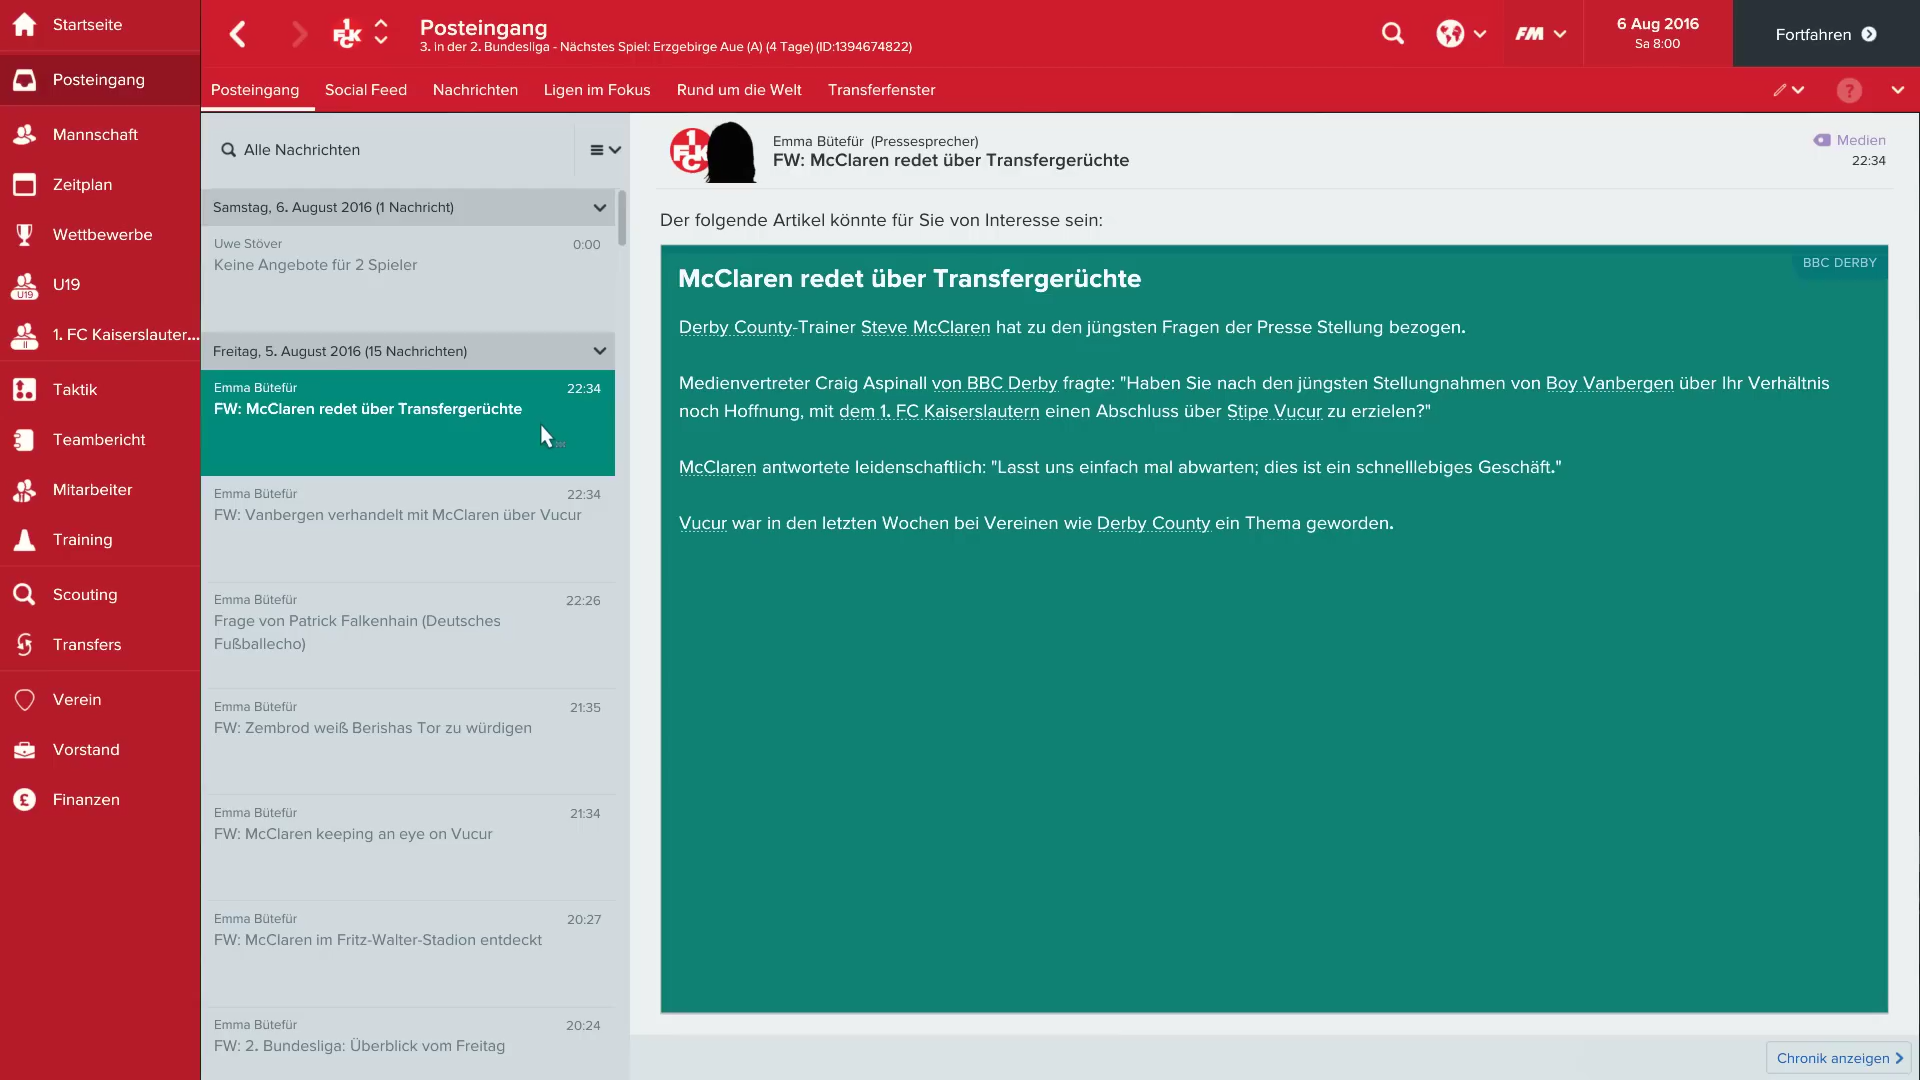 Startseite
Posteingang
Mannschaft
Zeitplan
Wettbewerbe
U19
U19
1. FC Kaiserslauter...
II
Taktik
Teambericht
Mitarbeiter
Training
Scouting
Transfers
Verein
Vorstand
Finanzen
1
FCK
Posteingang
3. in der 2. Bundesliga - Nächstes Spiel: Erzgebirge Aue (A) (4 Tage) (ID:1394674822)
FM
6 Aug 2016
Sa 8:00
Fortfahren
Posteingang
Social Feed
Nachrichten
Ligen im Fokus
Rund um die Welt
Transferfenster
?
Alle Nachrichten
Samstag, 6. August 2016 (1 Nachricht)
Uwe Stöver
0:00
Keine Angebote für 2 Spieler
Freitag, 5. August 2016 (15 Nachrichten)
Emma Bütefür
22:34
FW: McClaren redet über Transfergerüchte
Emma Bütefür
22:34
FW: Vanbergen verhandelt mit McClaren über Vucur
Emma Bütefür
22:26
Frage von Patrick Falkenhain (Deutsches
Fußballecho)
Emma Bütefür
21:35
FW: Zembrod weiß Berishas Tor zu würdigen
Emma Bütefür
21:34
FW: McClaren keeping an eye on Vucur
Emma Bütefür
20:27
FW: McClaren im Fritz-Walter-Stadion entdeckt
Emma Bütefür
20:24
FW: 2. Bundesliga: Überblick vom Freitag
Emma Bütefür (Pressesprecher)
FW: McClaren redet über Transfergerüchte
Medien
22:34
Der folgende Artikel könnte für Sie von Interesse sein:
BBC DERBY
McClaren redet über Transfergerüchte
Derby County-Trainer Steve McClaren hat zu den jüngsten Fragen der Presse Stellung bezogen.
Medienvertreter Craig Aspinall von BBC Derby fragte: "Haben Sie nach den jüngsten Stellungnahmen von Boy Vanbergen über Ihr Verhältnis
noch Hoffnung, mit dem 1. FC Kaiserslautern einen Abschluss über Stipe Vucur zu erzielen?"
McClaren antwortete leidenschaftlich: "Lasst uns einfach mal abwarten; dies ist ein schnelllebiges Geschäft."
Vucur war in den letzten Wochen bei Vereinen wie Derby County ein Thema geworden.
Chronik anzeigen